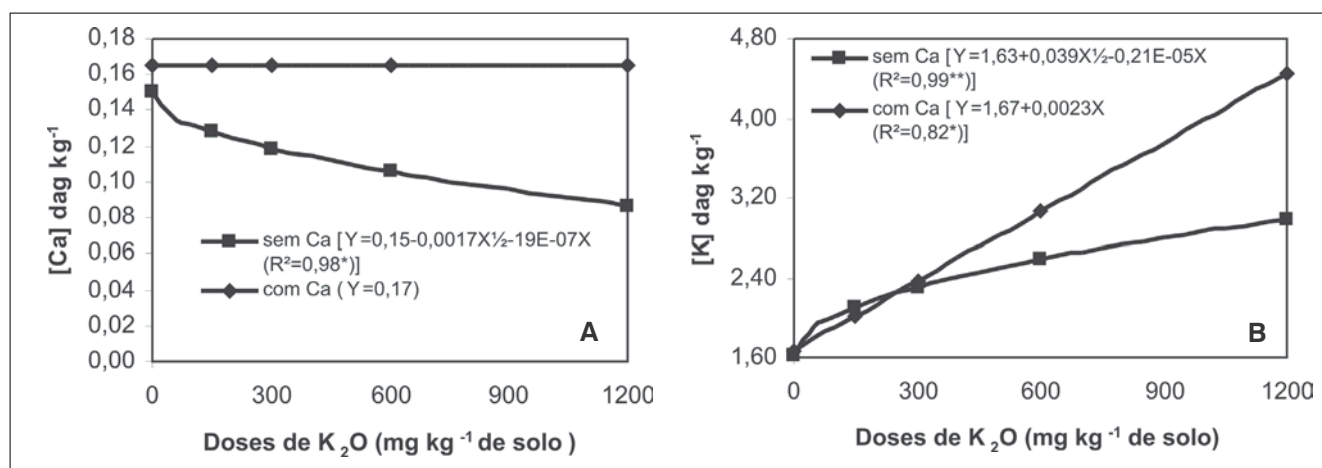 0,18
0,16
0,14
0,12
0,10
0,08
0,06
0,04
0,02
0,00
[Ca] dag kg⁻¹
sem Ca [Y=0,15-0,0017X½-19E-07X
(R²=0,98*)]
com Ca ( Y=0,17)
A
0 300 600 900 1200
Doses de K₂O (mg kg⁻¹ de solo )
4,80
4,00
3,20
2,40
1,60
[K] dag kg⁻¹
sem Ca [Y=1,63+0,039X½-0,21E-05X
(R²=0,99**)]
com Ca [Y=1,67+0,0023X
(R²=0,82*)]
B
0 300 600 900 1200
Doses de K₂O (mg kg⁻¹ de solo)